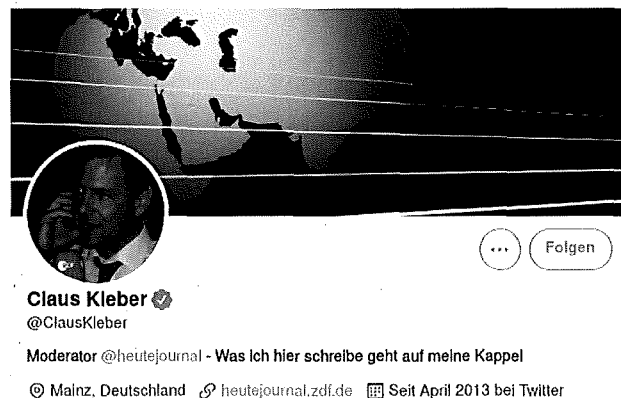 Folgen
Claus Kleber
@ClausKleber
Moderator @heutejournal - Was ich hier schreibe geht auf meine Kappe!
Mainz, Deutschland heutejournal.zdf.de Seit April 2013 bei Twitter